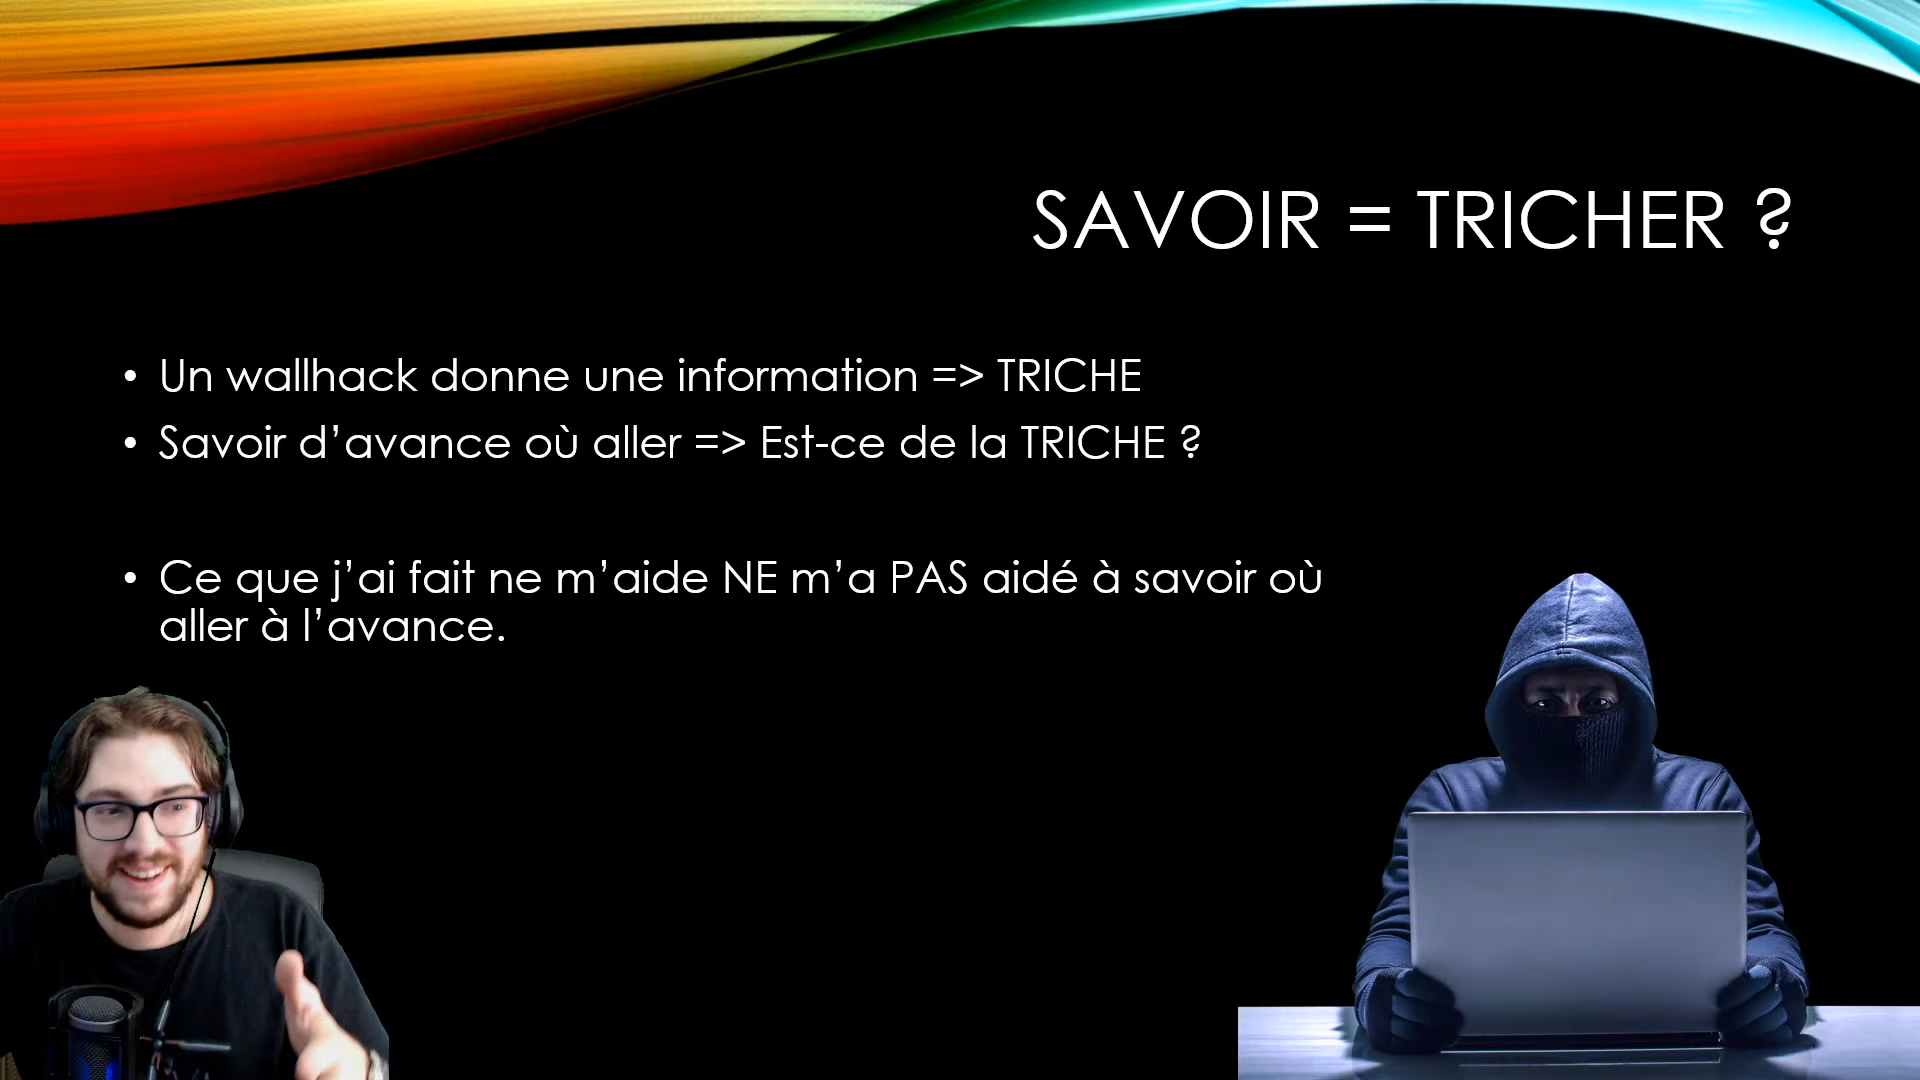 SAVOIR = TRICHER ?
• Un wallhack donne une information => TRICHE
• Savoir d’avance où aller => Est-ce de la TRICHE ?
• Ce que j’ai fait ne m’aide NE m’a PAS aidé à savoir où
aller à l’avance.